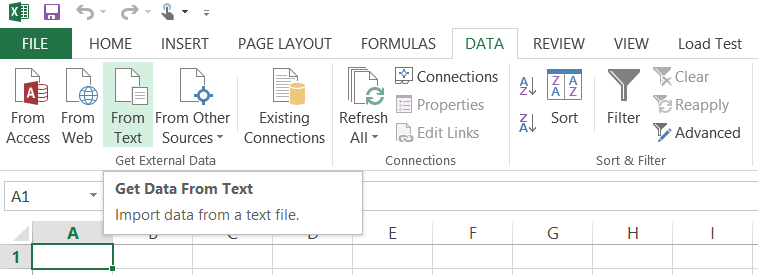 FILE HOME INSERT PAGE LAYOUT FORMULAS DATA REVIEW VIEW Load Test
From Access
From Web
From Text
From Other Sources
Existing Connections
Get External Data
Refresh All
Connections
Properties
Edit Links
Connections
A Z
Z A
Z A A Z
Sort
Filter
Clear
Reapply
Advanced
Sort & Filter
A1
Get Data From Text
Import data from a text file.
A B C D E F G H I
1